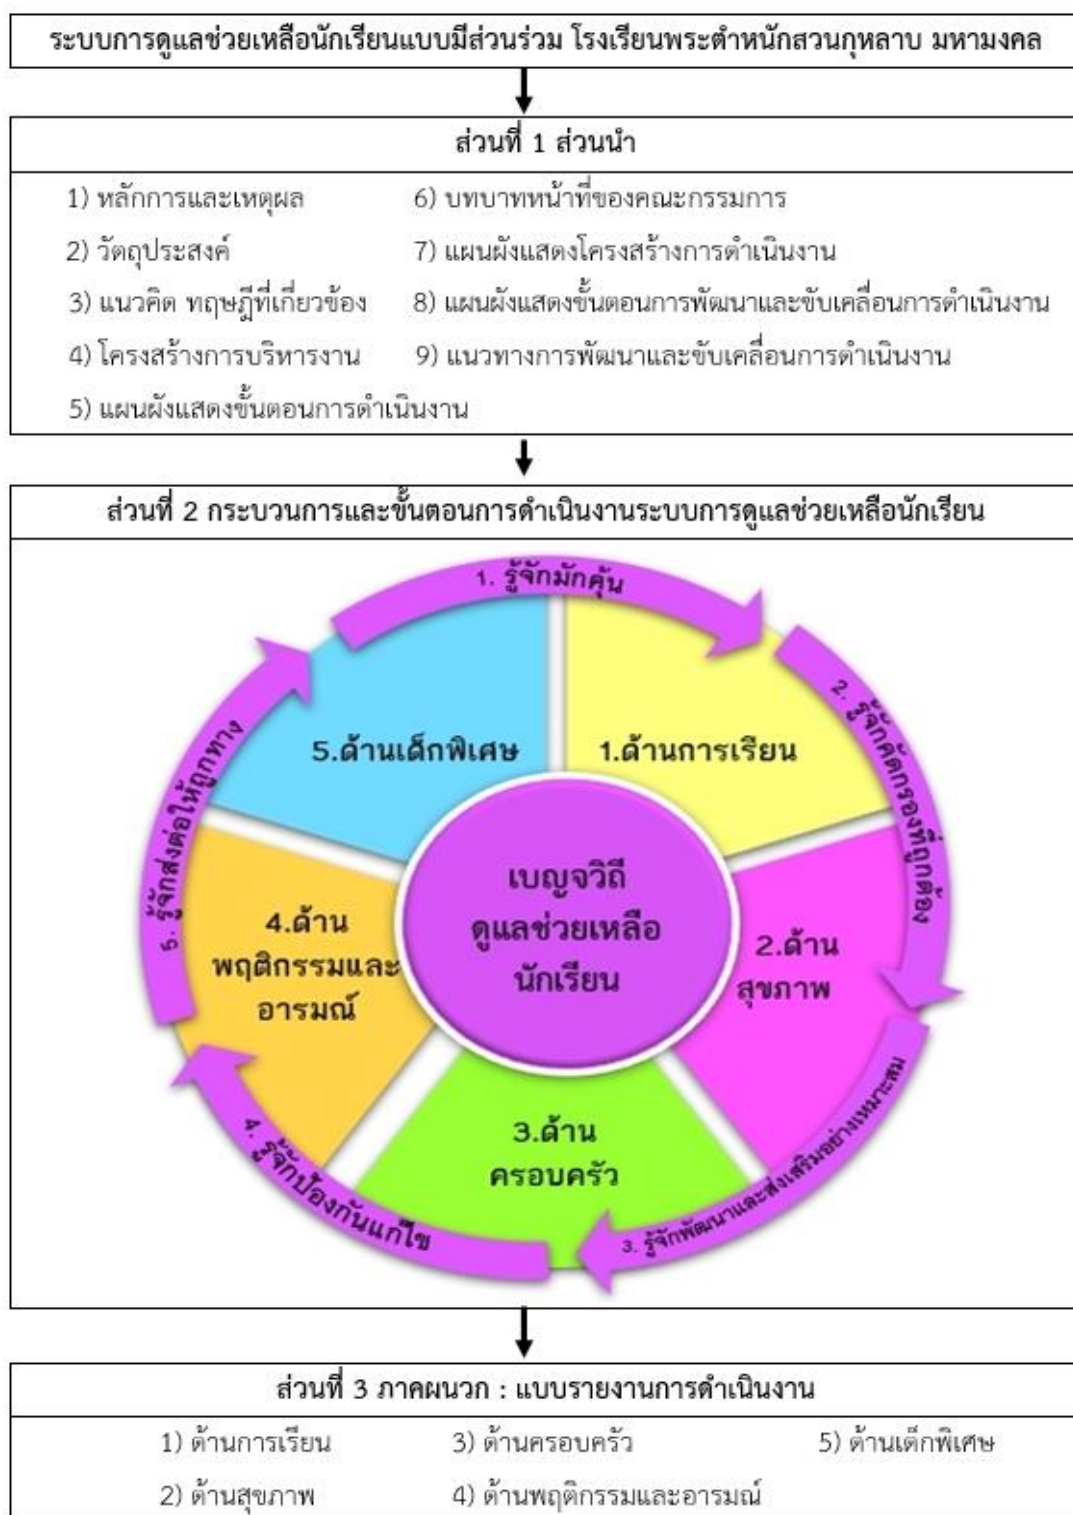 ระบบการดูแลช่วยเหลือนักเรียนแบบมีส่วนร่วม โรงเรียนพระตำหนักสวนกุหลาบ มหามงคล
ส่วนที่ 1 ส่วนนำ
1) หลักการและเหตุผล
2) วัตถุประสงค์
3) แนวคิด ทฤษฎีที่เกี่ยวข้อง
4) โครงสร้างการบริหารงาน
5) แผนผังแสดงขั้นตอนการดำเนินงาน
6) บทบาทหน้าที่ของคณะกรรมการ
7) แผนผังแสดงโครงสร้างการดำเนินงาน
8) แผนผังแสดงขั้นตอนการพัฒนาและขับเคลื่อนการดำเนินงาน
9) แนวทางการพัฒนาและขับเคลื่อนการดำเนินงาน
ส่วนที่ 2 กระบวนการและขั้นตอนการดำเนินงานระบบการดูแลช่วยเหลือนักเรียน
1. รู้จักมักคุ้น
2. รู้จักคัดกรองที่ถูกต้อง
3. รู้จักพัฒนาและส่งเสริมอย่างเหมาะสม
4. รู้จักป้องกันแก้ไข
5. รู้จักส่งต่อให้ถูกทาง
1.ด้านการเรียน
2.ด้าน
สุขภาพ
3.ด้าน
ครอบครัว
4.ด้าน
พฤติกรรมและ
อารมณ์
5.ด้านเด็กพิเศษ
เบญจวิถี
ดูแลช่วยเหลือ
นักเรียน
ส่วนที่ 3 ภาคผนวก : แบบรายงานการดำเนินงาน
1) ด้านการเรียน
2) ด้านสุขภาพ
3) ด้านครอบครัว
4) ด้านพฤติกรรมและอารมณ์
5) ด้านเด็กพิเศษ